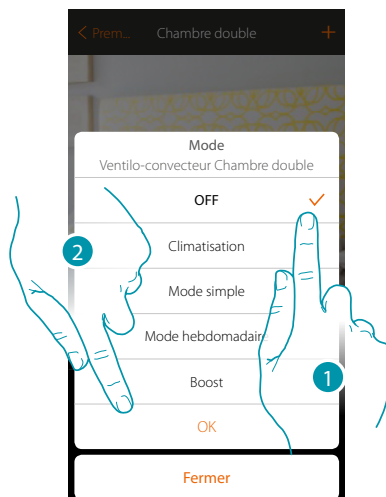 < Prem... Chambre double +
Mode
Ventilo-convecteur Chambre double
OFF
Climatisation
2
Mode simple
Mode hebdomadaire
Boost
1
OK
Fermer